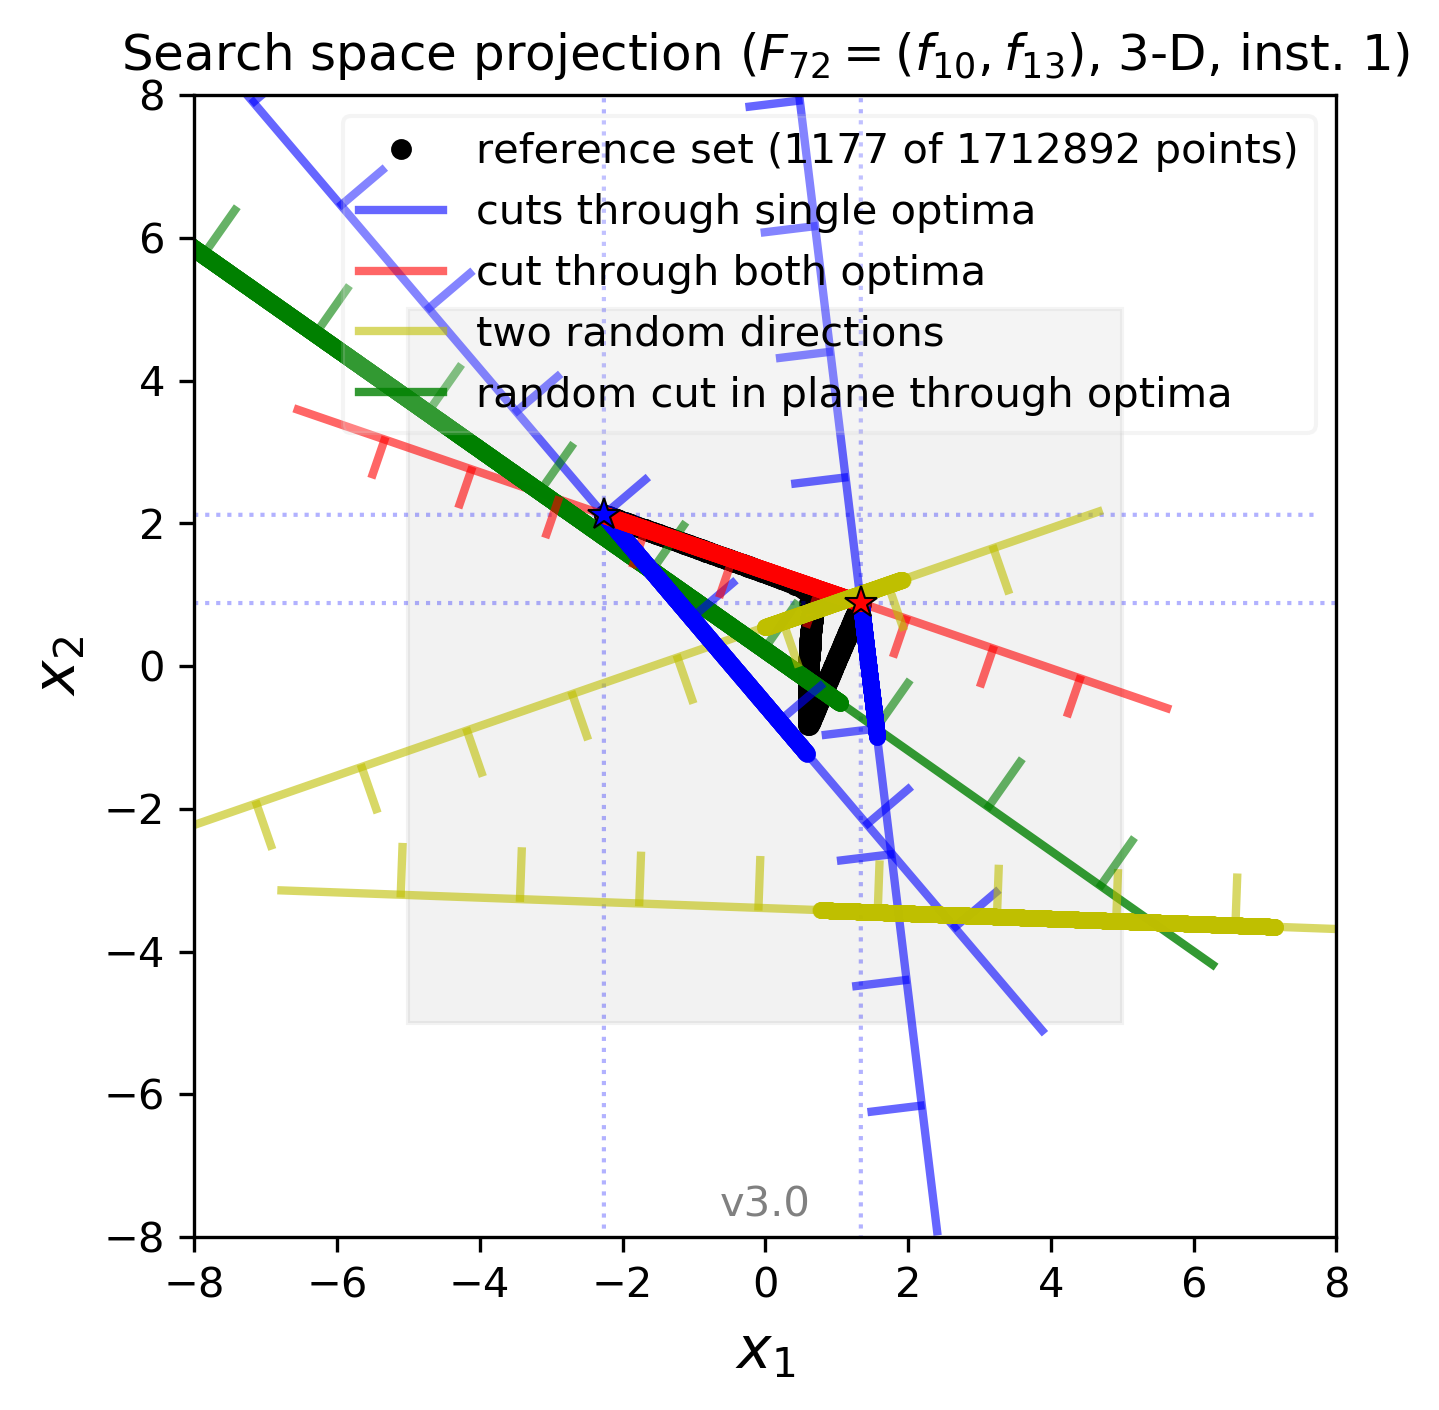 Search space projection (F72 = (f10, f13), 3-D, inst. 1)
reference set (1177 of 1712892 points)
cuts through single optima
cut through both optima
two random directions
random cut in plane through optima
8
6
4
2
0
−2
−4
−6
−8
x2
v3.0
−8 −6 −4 −2 0 2 4 6 8
x1